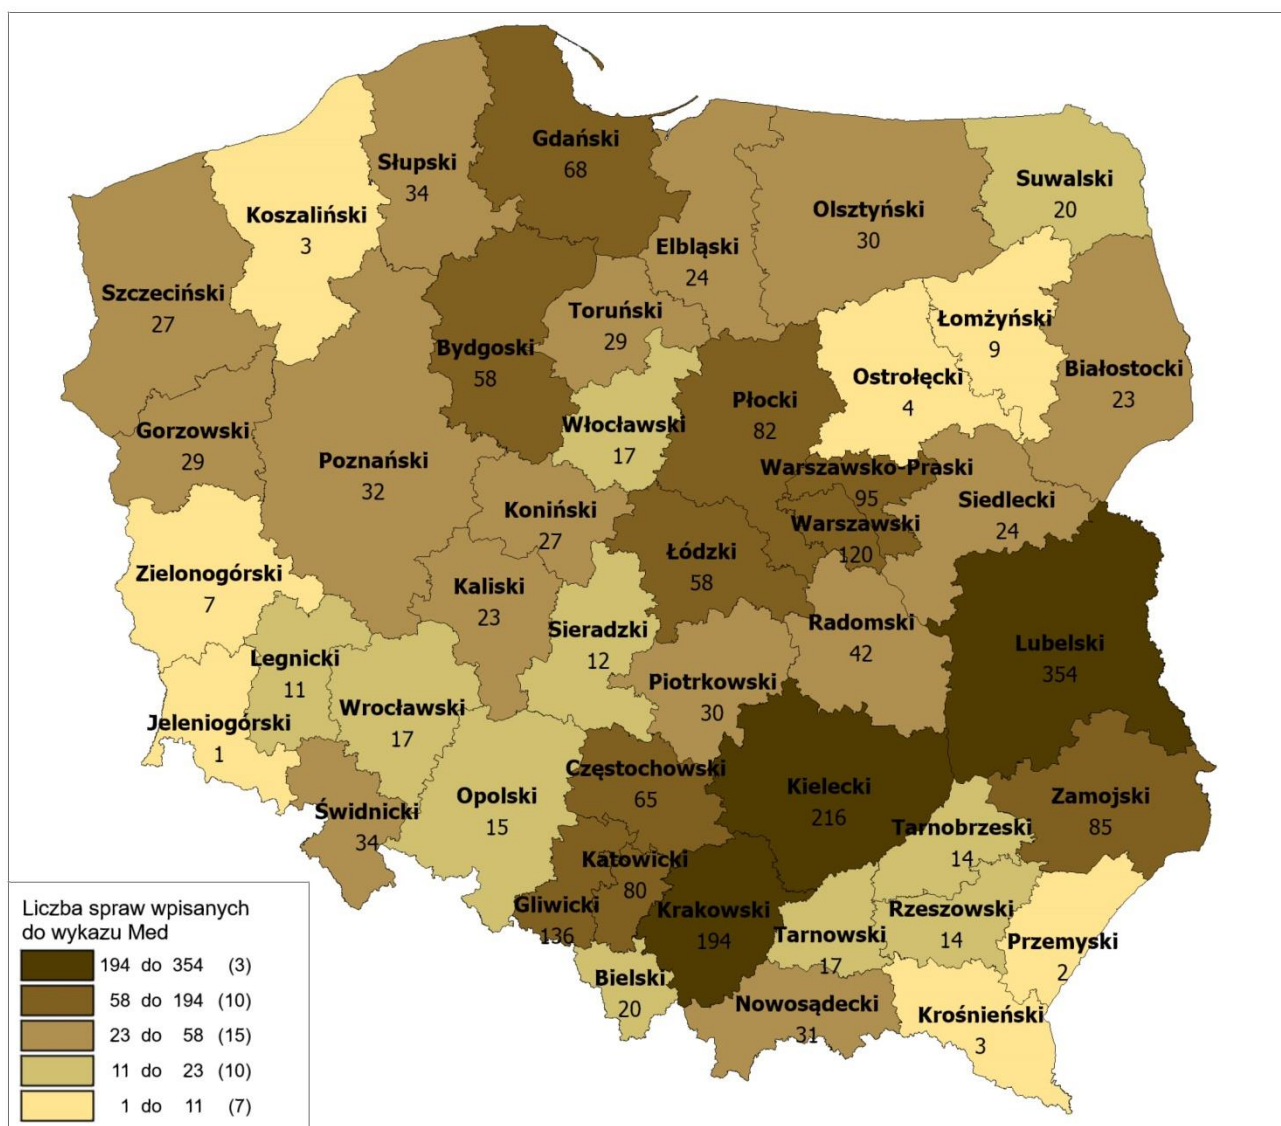 Gdański
68
Słupski
34
Koszaliński
3
Suwalski
20
Olsztyński
30
Elbląski
24
Szczeciński
27
Toruński
29
Łomżyński
9
Bydgoski
58
Białostocki
23
Ostrołęcki
4
Płocki
82
Włocławski
17
Gorzowski
29
Poznański
32
Warszawsko-Praski
95
Siedlecki
24
Koniński
27
Warszawski
120
Łódzki
58
Zielonogórski
7
Kaliski
23
Sieradzki
12
Radomski
42
Lubelski
354
Legnicki
11
Piotrkowski
30
Wrocławski
17
Jeleniogórski
1
Częstochowski
65
Kielecki
216
Opolski
15
Zamojski
85
Świdnicki
34
Tarnobrzeski
14
Katowicki
80
Gliwicki
136
Krakowski
194
Rzeszowski
14
Tarnowski
17
Przemyski
2
Bielski
20
Nowosądecki
31
Krośnieński
3
Liczba spraw wpisanych
do wykazu Med
194 do 354 (3)
58 do 194 (10)
23 do 58 (15)
11 do 23 (10)
1 do 11 (7)